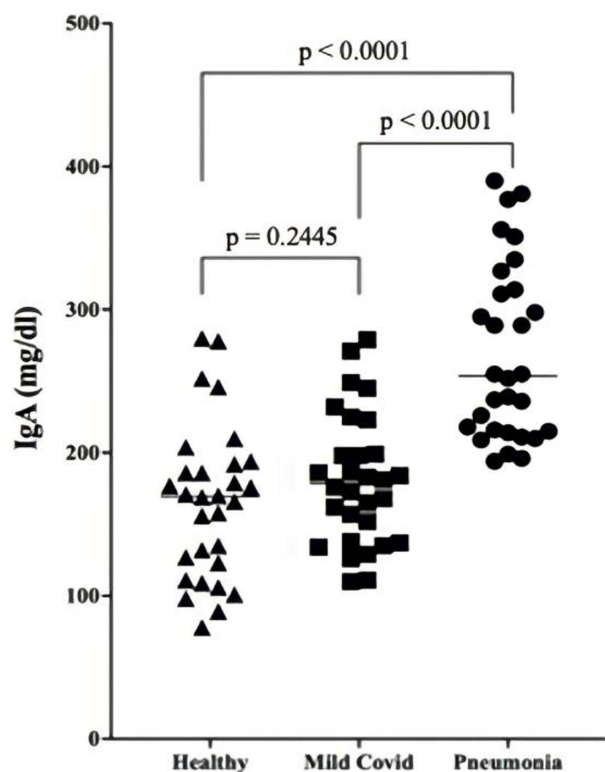 500
p < 0.0001
p < 0.0001
400
p = 0.2445
300
IgA (mg/dl)
200
100
0
Healthy Mild Covid Pneumonia